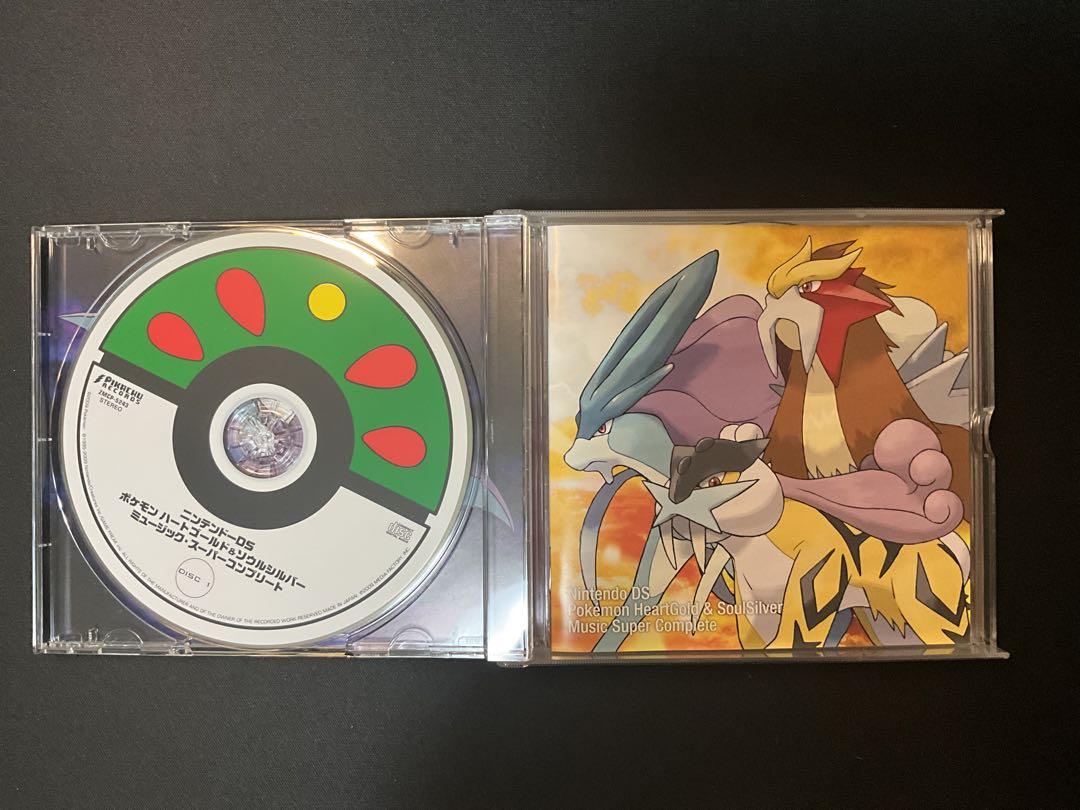 PIKACHU
RECORDS
ZMCP-5243
STEREO
ニンテンドーDS
ポケモン ハートゴールド&ソウルシルバー
ミュージック・スーパーコンプリート
DISC 1
Nintendo DS
Pokémon HeartGold & SoulSilver
Music Super Complete